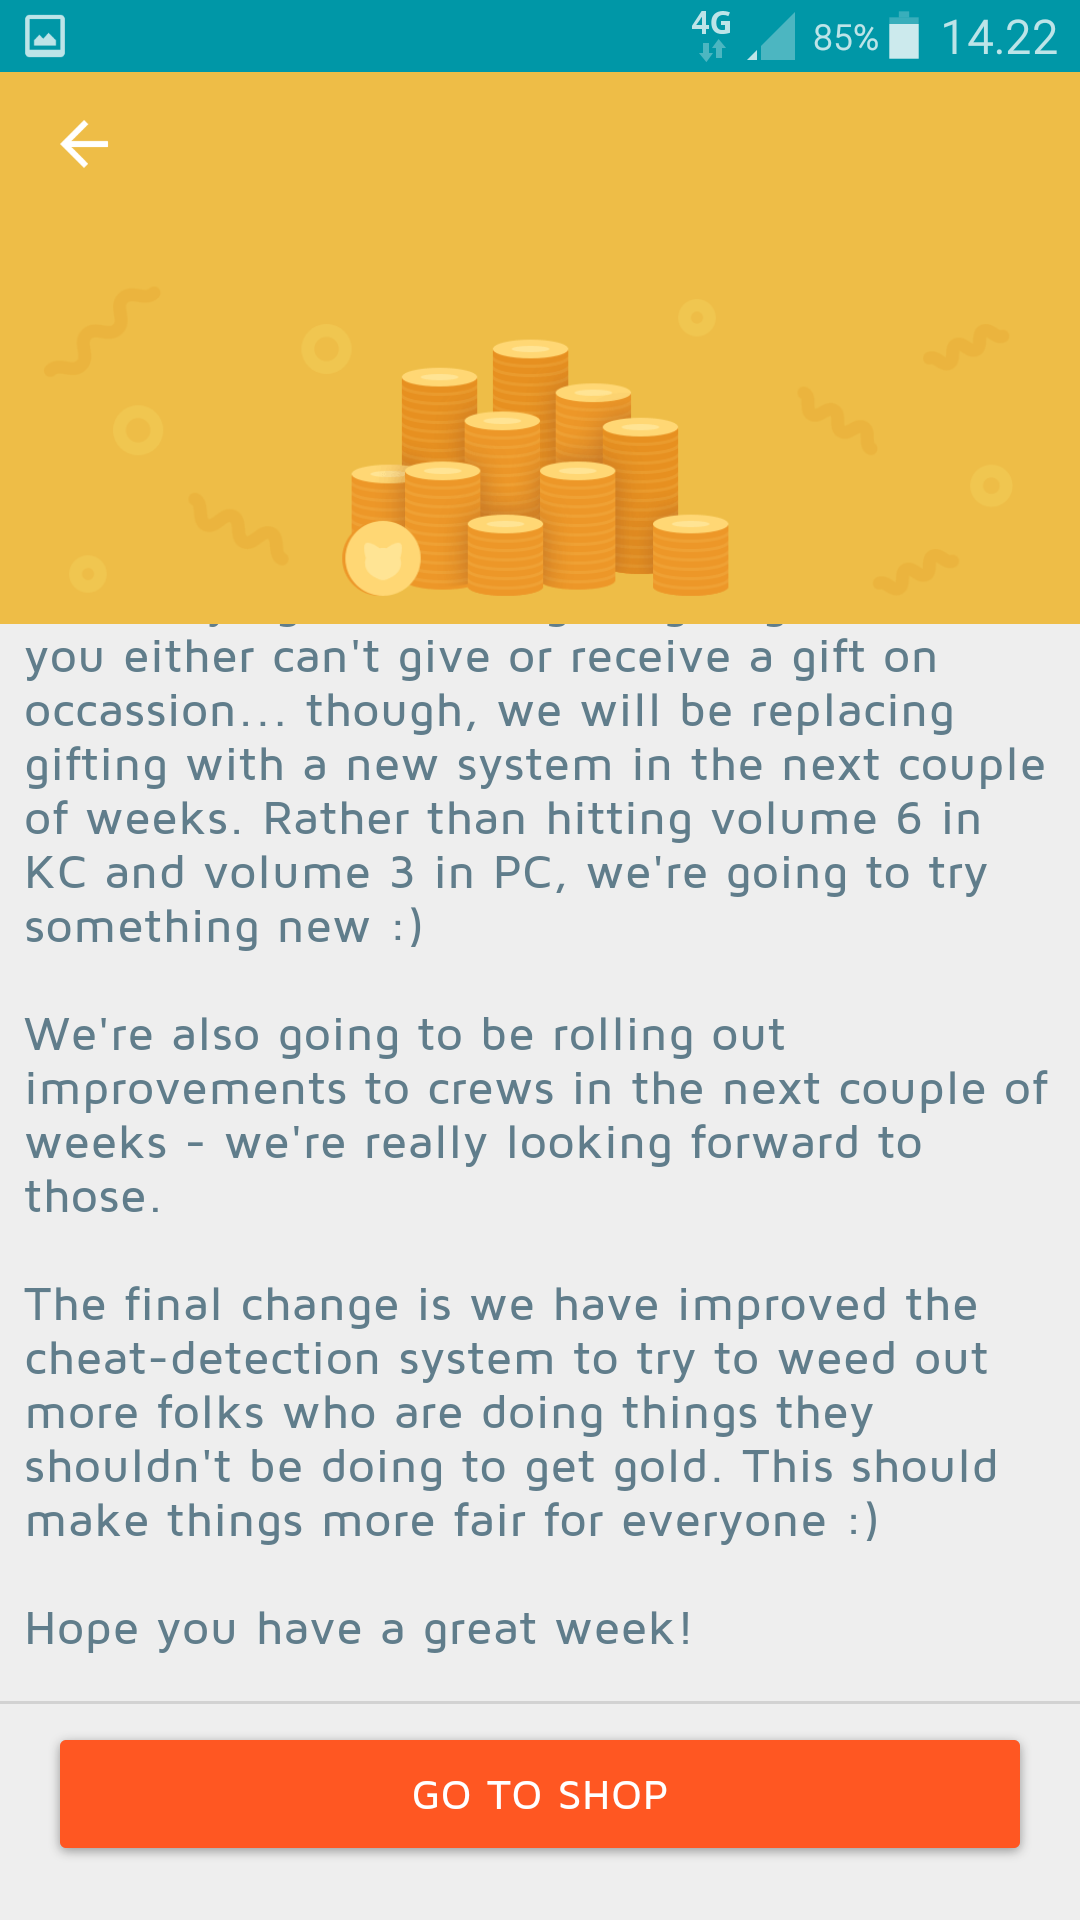 4G 85% 14.22
you either can't give or receive a gift on
occassion... though, we will be replacing
gifting with a new system in the next couple
of weeks. Rather than hitting volume 6 in
KC and volume 3 in PC, we're going to try
something new :)
We're also going to be rolling out
improvements to crews in the next couple of
weeks - we're really looking forward to
those.
The final change is we have improved the
cheat-detection system to try to weed out
more folks who are doing things they
shouldn't be doing to get gold. This should
make things more fair for everyone :)
Hope you have a great week!
GO TO SHOP